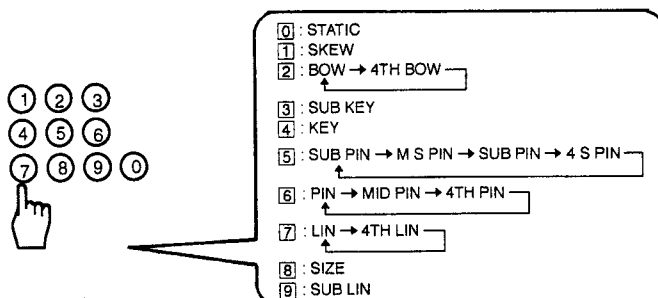 1 2 3
4 5 6
7 8 9 0
0 : STATIC
1 : SKEW
2 : BOW → 4TH BOW
3 : SUB KEY
4 : KEY
5 : SUB PIN → M S PIN → SUB PIN → 4 S PIN
6 : PIN → MID PIN → 4TH PIN
7 : LIN → 4TH LIN
8 : SIZE
9 : SUB LIN